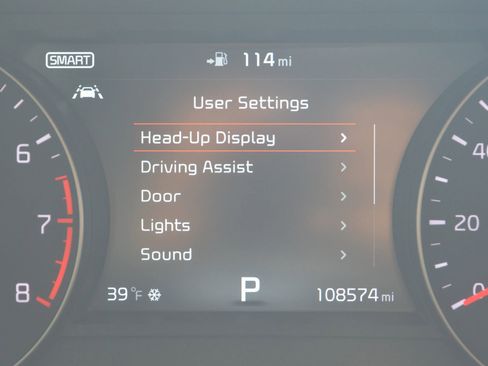 SMART 114 mi
User Settings
Head-Up Display
Driving Assist
Door
Lights
Sound
6
7
8
40
20
0
39°F P 108574 mi